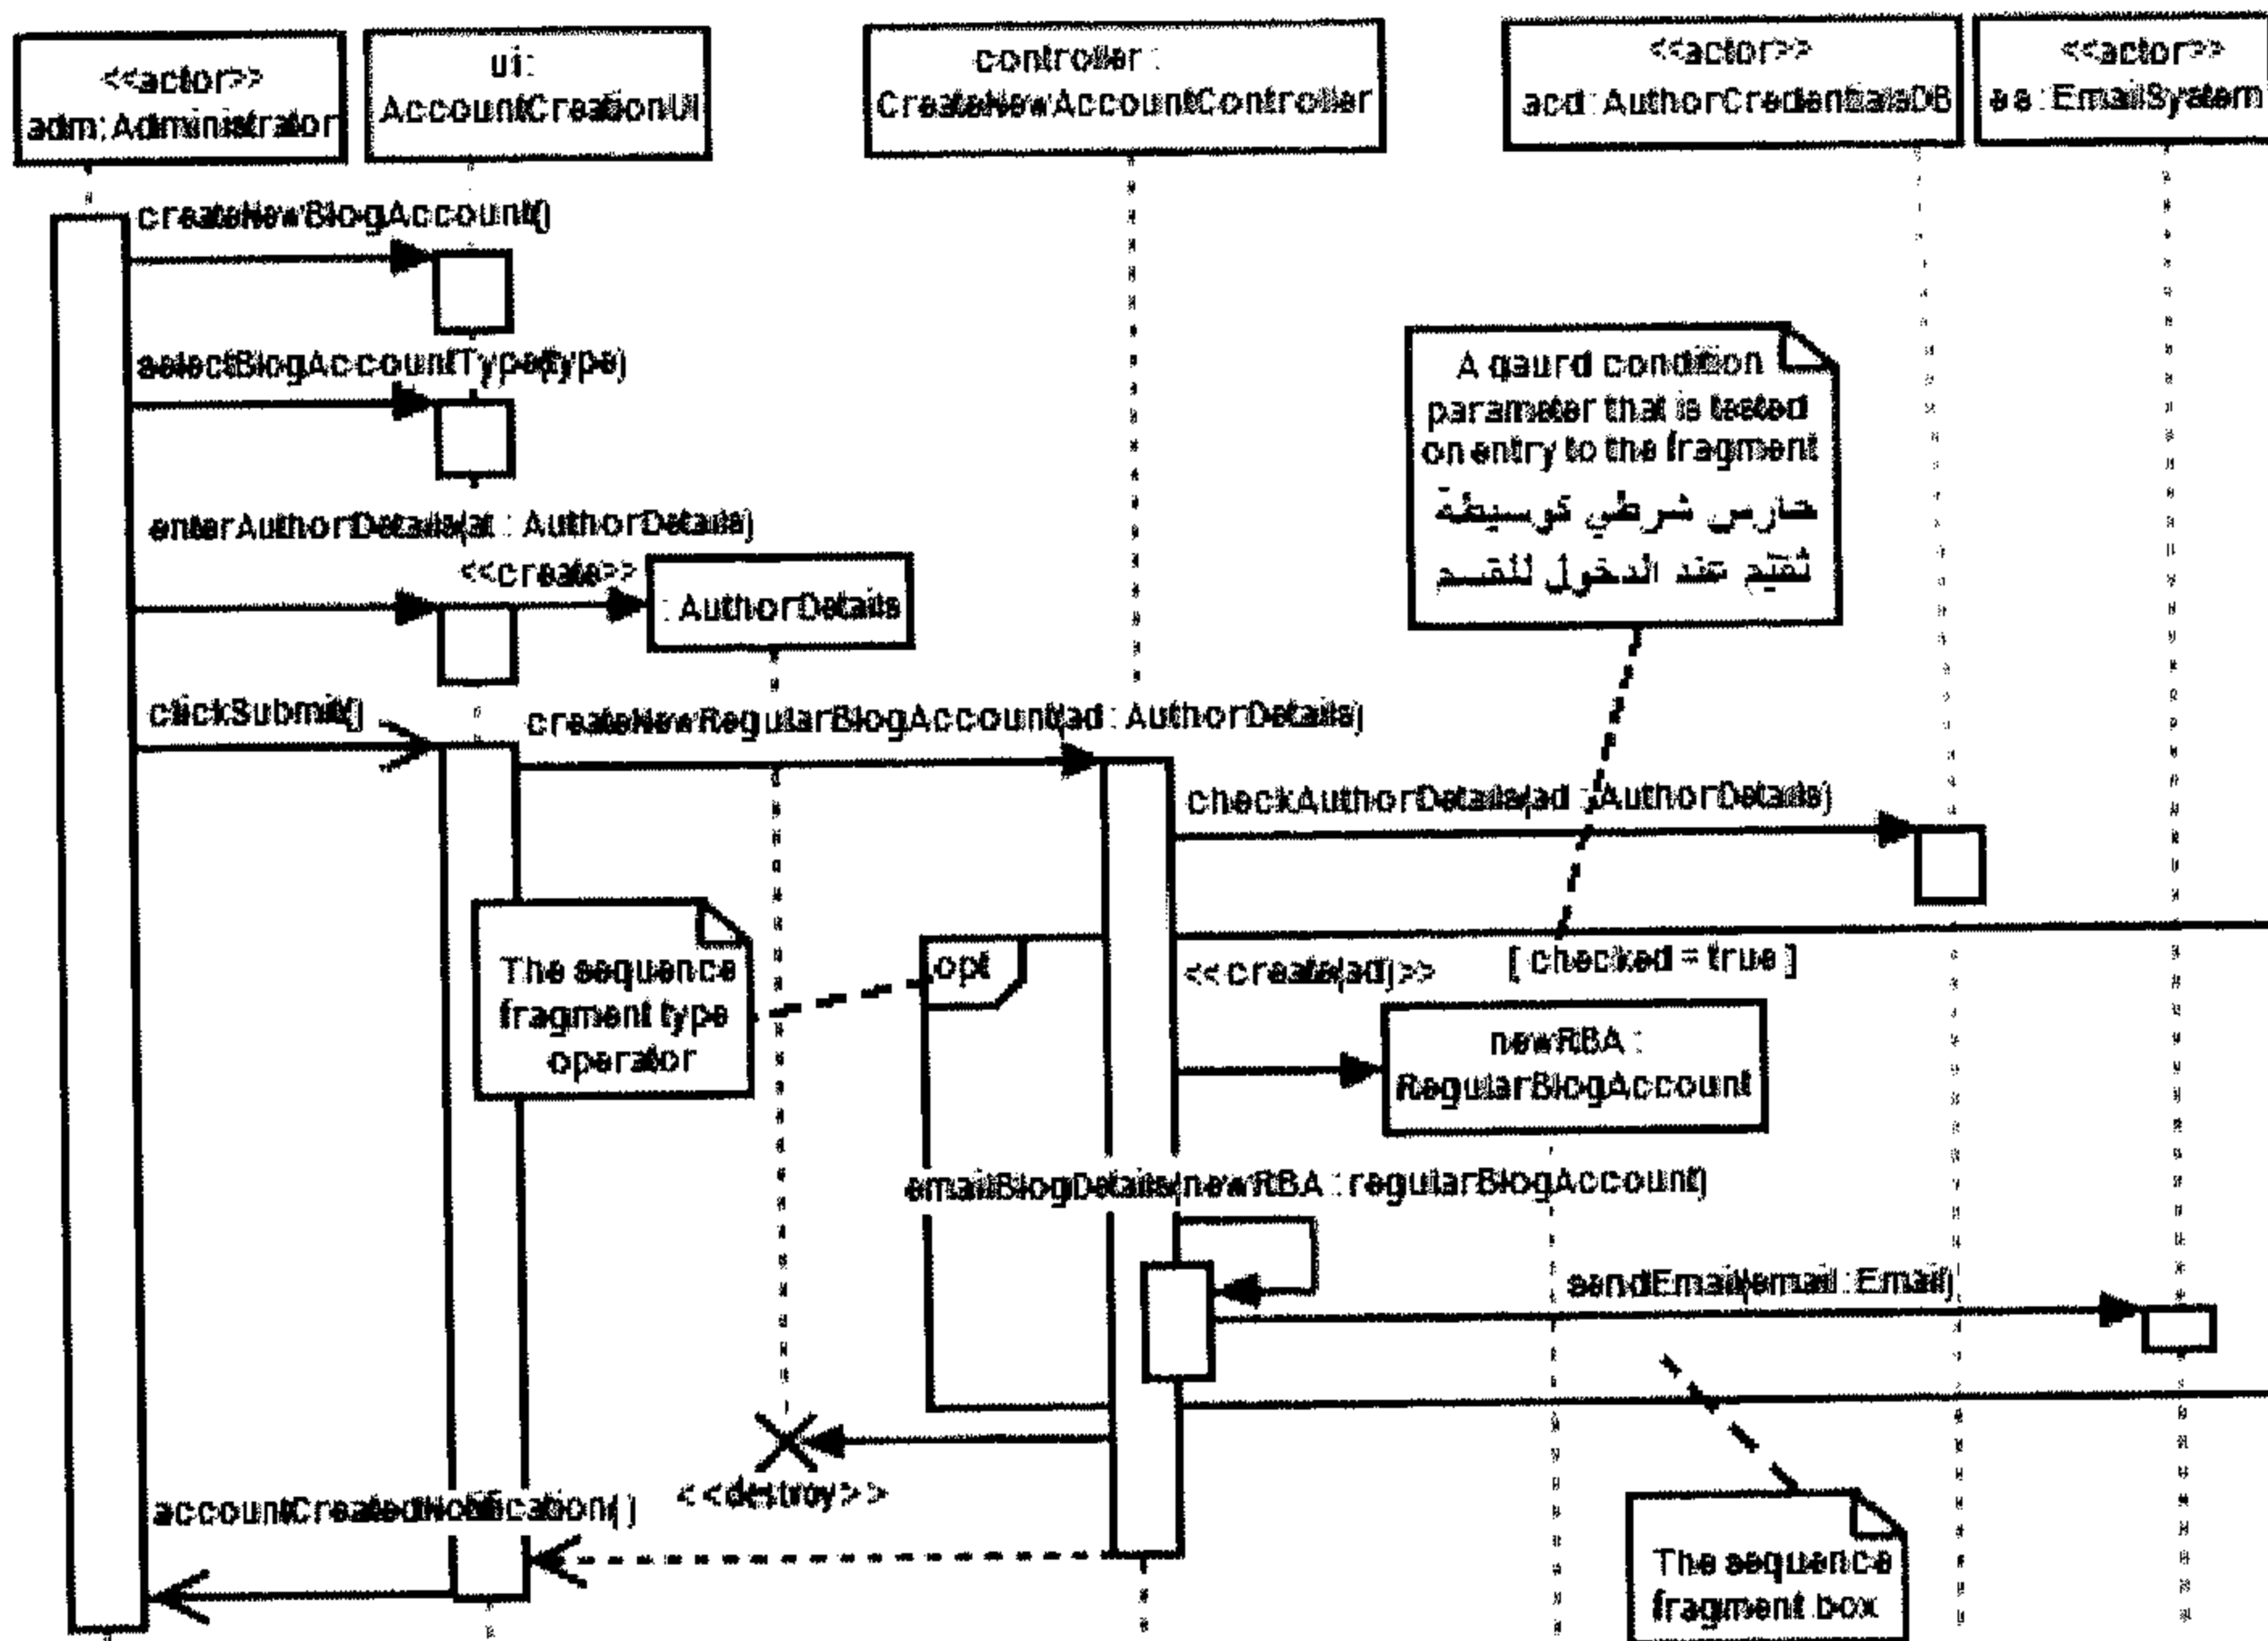 <<actor>>
adm:Administrator
ui:
AccountCreationUI
controller :
CreateNewAccountController
<<actor>>
acd : AuthorCredentialsDB
<<actor>>
es : EmailSystem
createNewBlogAccount()
selectBlogAccountType(type)
A qaurd condition
parameter that is tested
on entry to the fragment
حارس شرطي كوسيطة
تُقيّم عند الدخول للقسم
enterAuthorDetails(at : AuthorDetails)
<<create>>
: AuthorDetails
clickSubmit()
createNewRegularBlogAccount(ad : AuthorDetails)
checkAuthorDetails(ad : AuthorDetails)
The sequence
fragment type
operator
opt
<<create(ad)>>
[ checked = true ]
newRBA :
RegularBlogAccount
emailBlogDetails(newRBA : regularBlogAccount)
sendEmail(email : Email)
<<destroy>>
accountCreatedNotification()
The sequence
fragment box